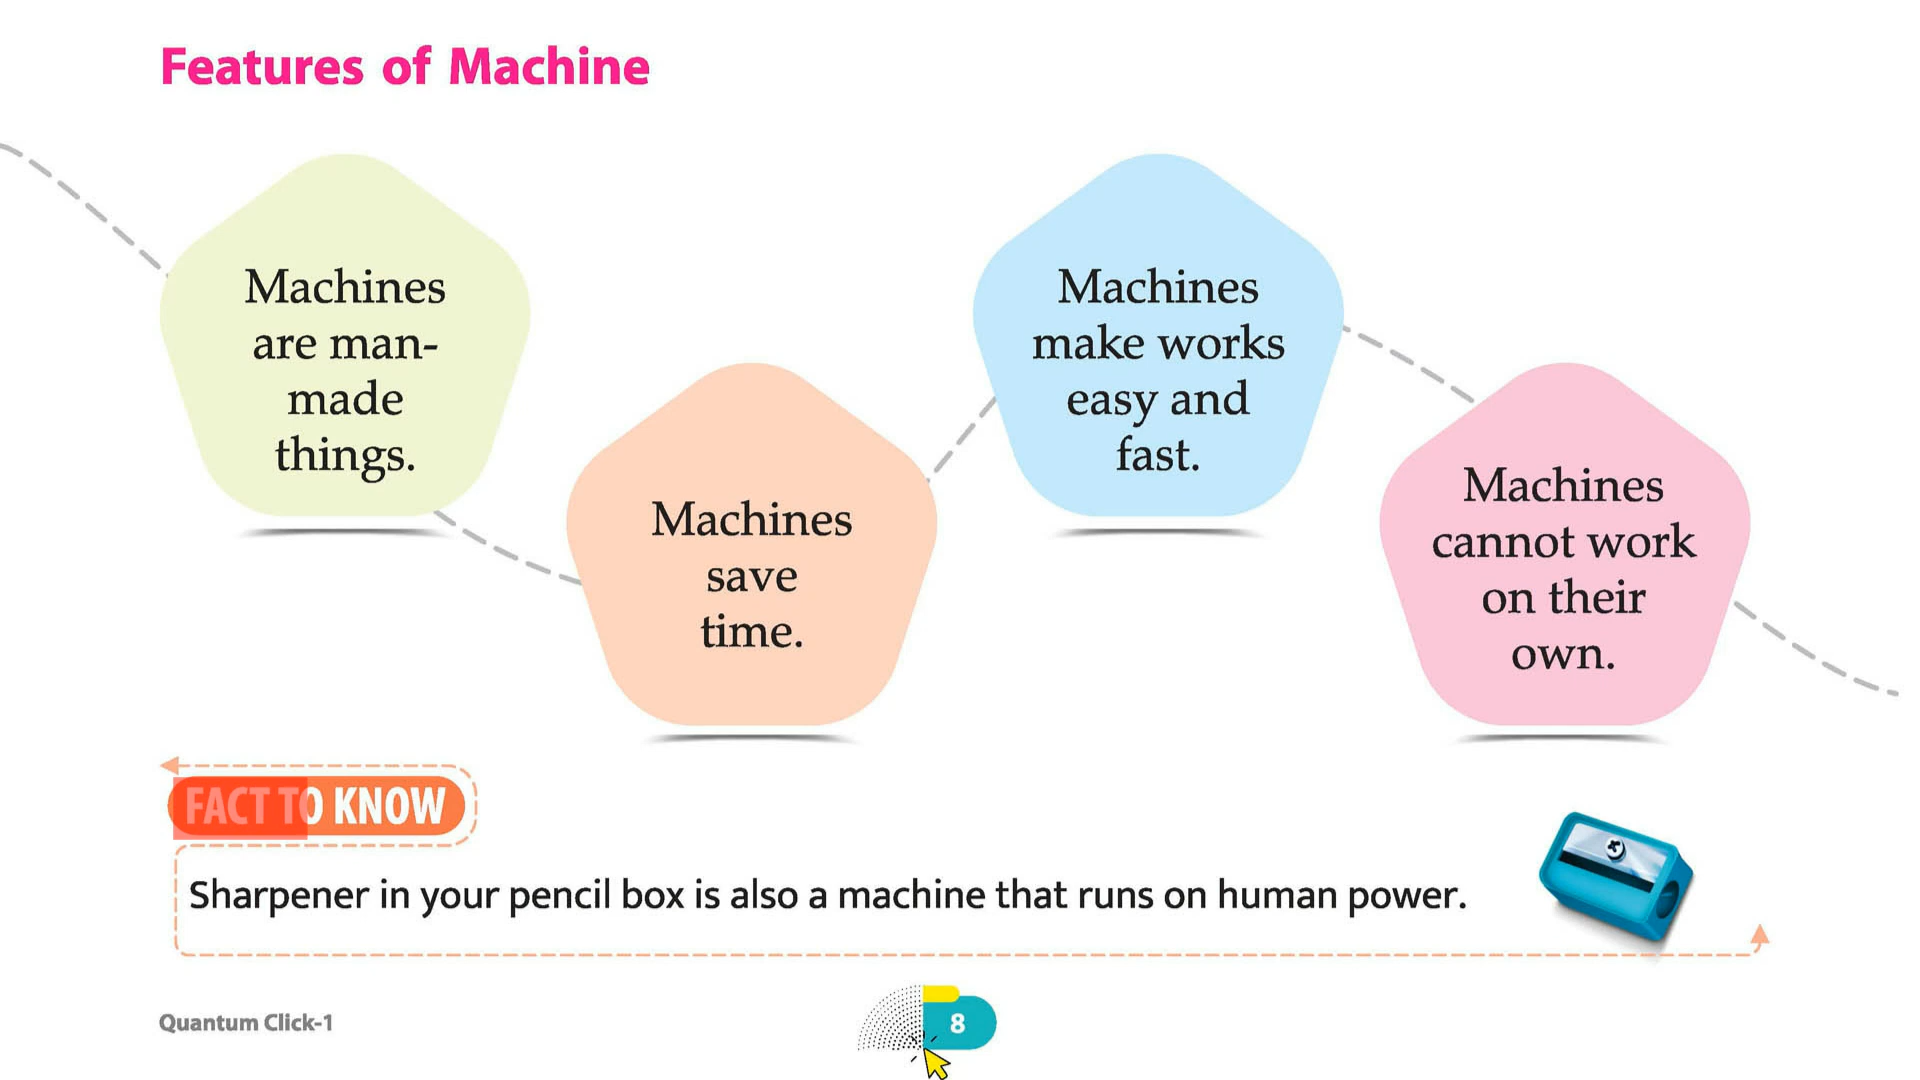 Features of Machine
Machines
are man-
made
things.
Machines
save
time.
Machines
make works
easy and
fast.
Machines
cannot work
on their
own.
FACT TO KNOW
Sharpener in your pencil box is also a machine that runs on human power.
Quantum Click-1
8